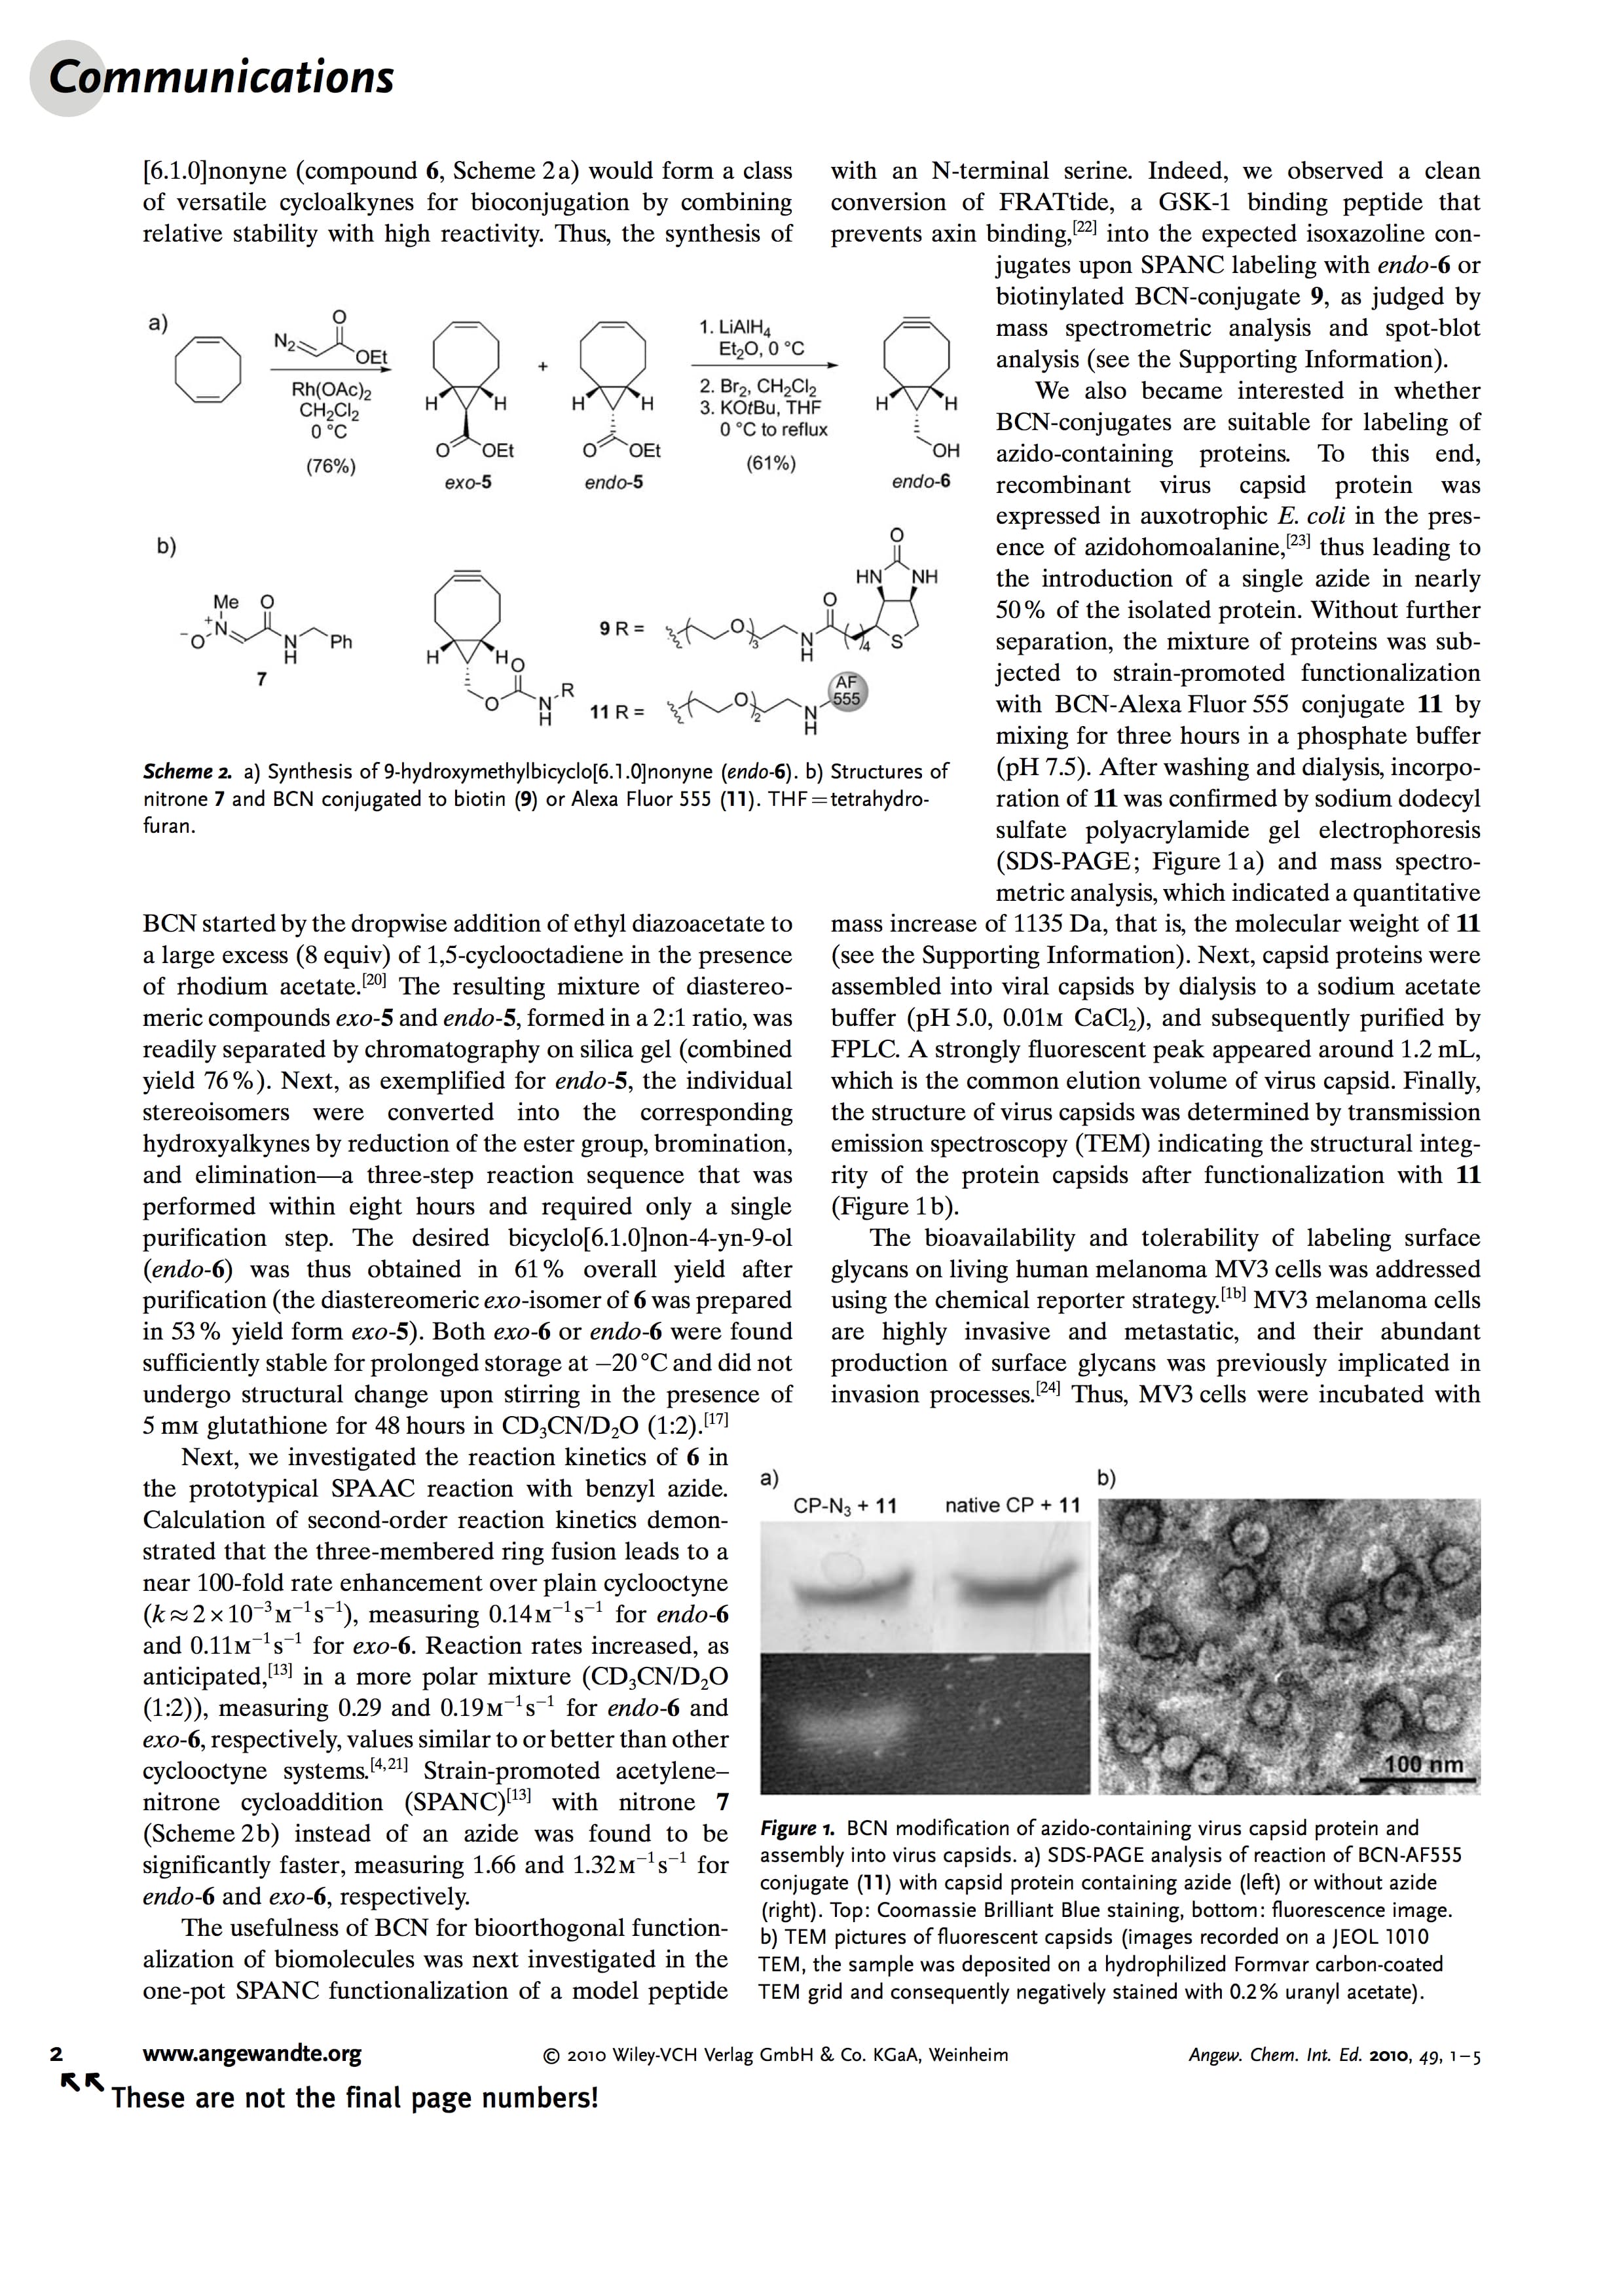 Communications
[6.1.0]nonyne (compound 6, Scheme 2 a) would form a class
of versatile cycloalkynes for bioconjugation by combining
relative stability with high reactivity. Thus, the synthesis of
a)
N2
O
OEt
Rh(OAc)2
CH2Cl2
0 °C
(76%)
H
H
O
OEt
exo-5
+
H
H
O
OEt
endo-5
1. LiAlH4
Et2O, 0 °C
2. Br2, CH2Cl2
3. KOtBu, THF
0 °C to reflux
(61%)
H
H
OH
endo-6
b)
Me
O
+N
−O
N
H
Ph
7
H
H
O
O
N
H
R
9 R =
O
3
N
H
O
4
S
HN
NH
O
11 R =
O
2
N
H
AF
555
Scheme 2. a) Synthesis of 9-hydroxymethylbicyclo[6.1.0]nonyne (endo-6). b) Structures of
nitrone 7 and BCN conjugated to biotin (9) or Alexa Fluor 555 (11). THF=tetrahydro-
furan.
BCN started by the dropwise addition of ethyl diazoacetate to
a large excess (8 equiv) of 1,5-cyclooctadiene in the presence
of rhodium acetate.[20] The resulting mixture of diastereo-
meric compounds exo-5 and endo-5, formed in a 2:1 ratio, was
readily separated by chromatography on silica gel (combined
yield 76 %). Next, as exemplified for endo-5, the individual
stereoisomers were converted into the corresponding
hydroxyalkynes by reduction of the ester group, bromination,
and elimination—a three-step reaction sequence that was
performed within eight hours and required only a single
purification step. The desired bicyclo[6.1.0]non-4-yn-9-ol
(endo-6) was thus obtained in 61 % overall yield after
purification (the diastereomeric exo-isomer of 6 was prepared
in 53 % yield form exo-5). Both exo-6 or endo-6 were found
sufficiently stable for prolonged storage at −20 °C and did not
undergo structural change upon stirring in the presence of
5 mM glutathione for 48 hours in CD3CN/D2O (1:2).[17]
Next, we investigated the reaction kinetics of 6 in
the prototypical SPAAC reaction with benzyl azide.
Calculation of second-order reaction kinetics demon-
strated that the three-membered ring fusion leads to a
near 100-fold rate enhancement over plain cyclooctyne
(k ≈ 2 × 10−3 M−1 s−1), measuring 0.14 M−1 s−1 for endo-6
and 0.11 M−1 s−1 for exo-6. Reaction rates increased, as
anticipated,[13] in a more polar mixture (CD3CN/D2O
(1:2)), measuring 0.29 and 0.19 M−1 s−1 for endo-6 and
exo-6, respectively, values similar to or better than other
cyclooctyne systems.[4,21] Strain-promoted acetylene–
nitrone cycloaddition (SPANC)[13] with nitrone 7
(Scheme 2 b) instead of an azide was found to be
significantly faster, measuring 1.66 and 1.32 M−1 s−1 for
endo-6 and exo-6, respectively.
The usefulness of BCN for bioorthogonal function-
alization of biomolecules was next investigated in the
one-pot SPANC functionalization of a model peptide
with an N-terminal serine. Indeed, we observed a clean
conversion of FRATtide, a GSK-1 binding peptide that
prevents axin binding,[22] into the expected isoxazoline con-
jugates upon SPANC labeling with endo-6 or
biotinylated BCN-conjugate 9, as judged by
mass spectrometric analysis and spot-blot
analysis (see the Supporting Information).
We also became interested in whether
BCN-conjugates are suitable for labeling of
azido-containing proteins. To this end,
recombinant virus capsid protein was
expressed in auxotrophic E. coli in the pres-
ence of azidohomoalanine,[23] thus leading to
the introduction of a single azide in nearly
50 % of the isolated protein. Without further
separation, the mixture of proteins was sub-
jected to strain-promoted functionalization
with BCN-Alexa Fluor 555 conjugate 11 by
mixing for three hours in a phosphate buffer
(pH 7.5). After washing and dialysis, incorpo-
ration of 11 was confirmed by sodium dodecyl
sulfate polyacrylamide gel electrophoresis
(SDS-PAGE; Figure 1 a) and mass spectro-
metric analysis, which indicated a quantitative
mass increase of 1135 Da, that is, the molecular weight of 11
(see the Supporting Information). Next, capsid proteins were
assembled into viral capsids by dialysis to a sodium acetate
buffer (pH 5.0, 0.01 M CaCl2), and subsequently purified by
FPLC. A strongly fluorescent peak appeared around 1.2 mL,
which is the common elution volume of virus capsid. Finally,
the structure of virus capsids was determined by transmission
emission spectroscopy (TEM) indicating the structural integ-
rity of the protein capsids after functionalization with 11
(Figure 1 b).
The bioavailability and tolerability of labeling surface
glycans on living human melanoma MV3 cells was addressed
using the chemical reporter strategy.[1b] MV3 melanoma cells
are highly invasive and metastatic, and their abundant
production of surface glycans was previously implicated in
invasion processes.[24] Thus, MV3 cells were incubated with
a)
CP-N3 + 11
native CP + 11
b)
100 nm
Figure 1. BCN modification of azido-containing virus capsid protein and
assembly into virus capsids. a) SDS-PAGE analysis of reaction of BCN-AF555
conjugate (11) with capsid protein containing azide (left) or without azide
(right). Top: Coomassie Brilliant Blue staining, bottom: fluorescence image.
b) TEM pictures of fluorescent capsids (images recorded on a JEOL 1010
TEM, the sample was deposited on a hydrophilized Formvar carbon-coated
TEM grid and consequently negatively stained with 0.2 % uranyl acetate).
2
www.angewandte.org
© 2010 Wiley-VCH Verlag GmbH & Co. KGaA, Weinheim
Angew. Chem. Int. Ed. 2010, 49, 1–5
These are not the final page numbers!